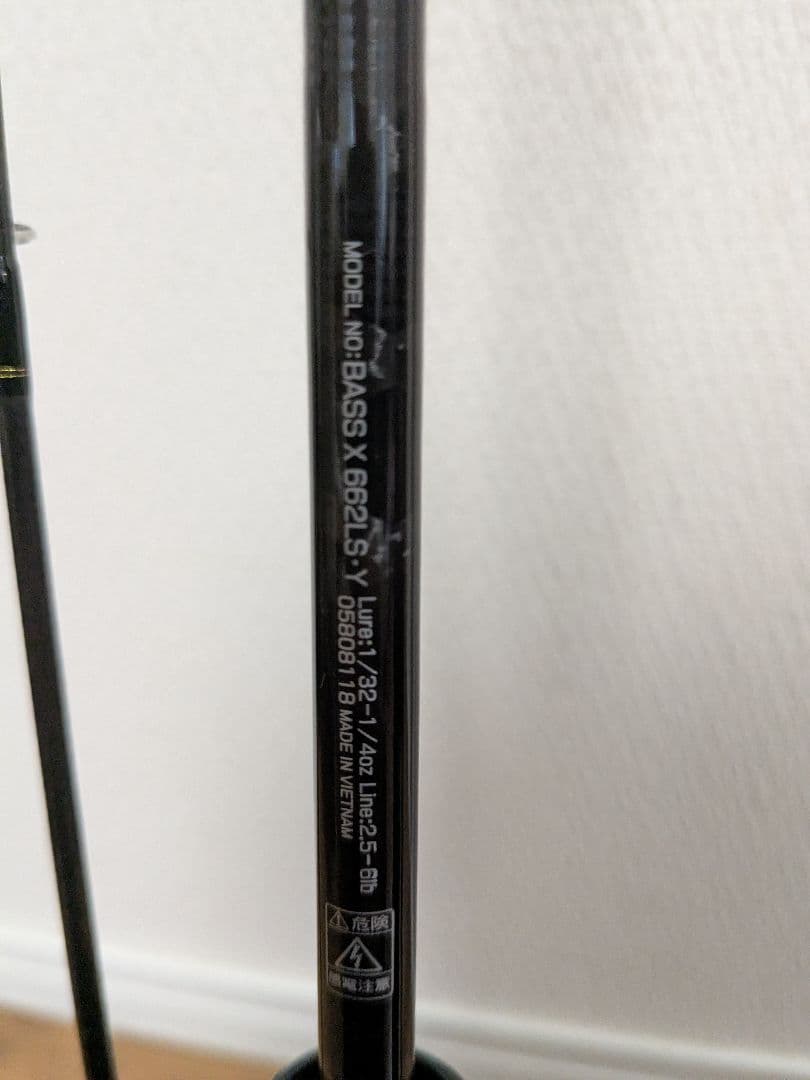 MODEL NO:BASS X 662LS・Y
Lure:1/32-1/4oz Line:2.5-6lb
05808118 MADE IN VIETNAM
危険
感電注意